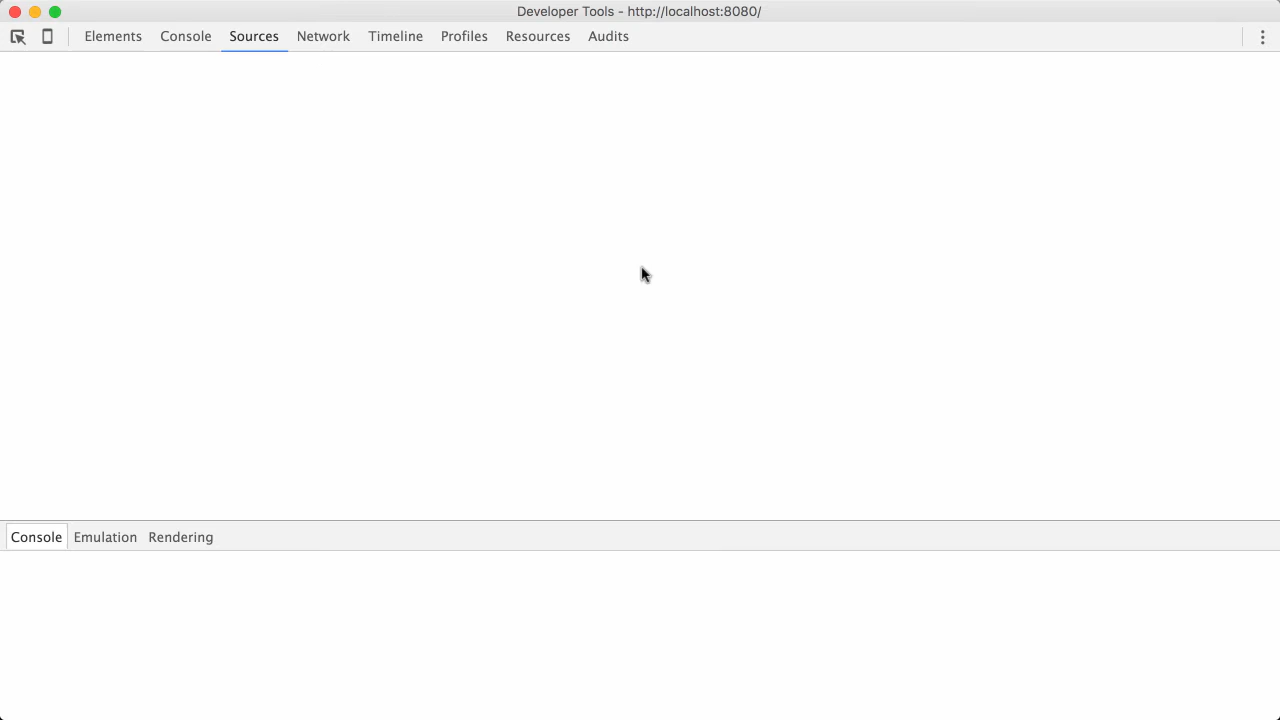 Developer Tools - http://localhost:8080/
Elements Console Sources Network Timeline Profiles Resources Audits
Console Emulation Rendering